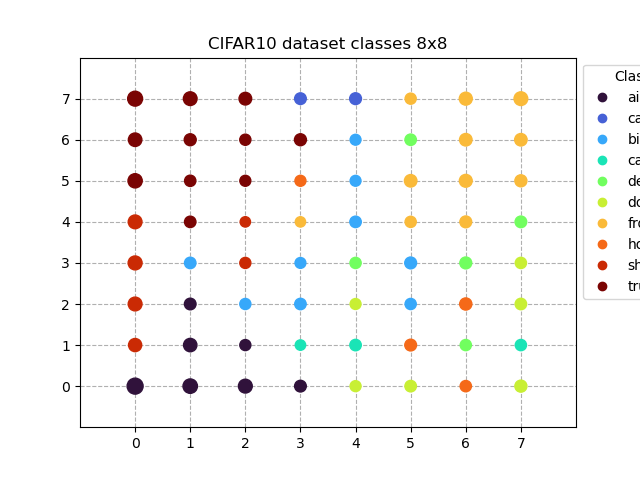 CIFAR10 dataset classes 8x8
Clas
ai
ca
bi
ca
de
do
fro
ho
sh
tru
7
6
5
4
3
2
1
0
0 1 2 3 4 5 6 7